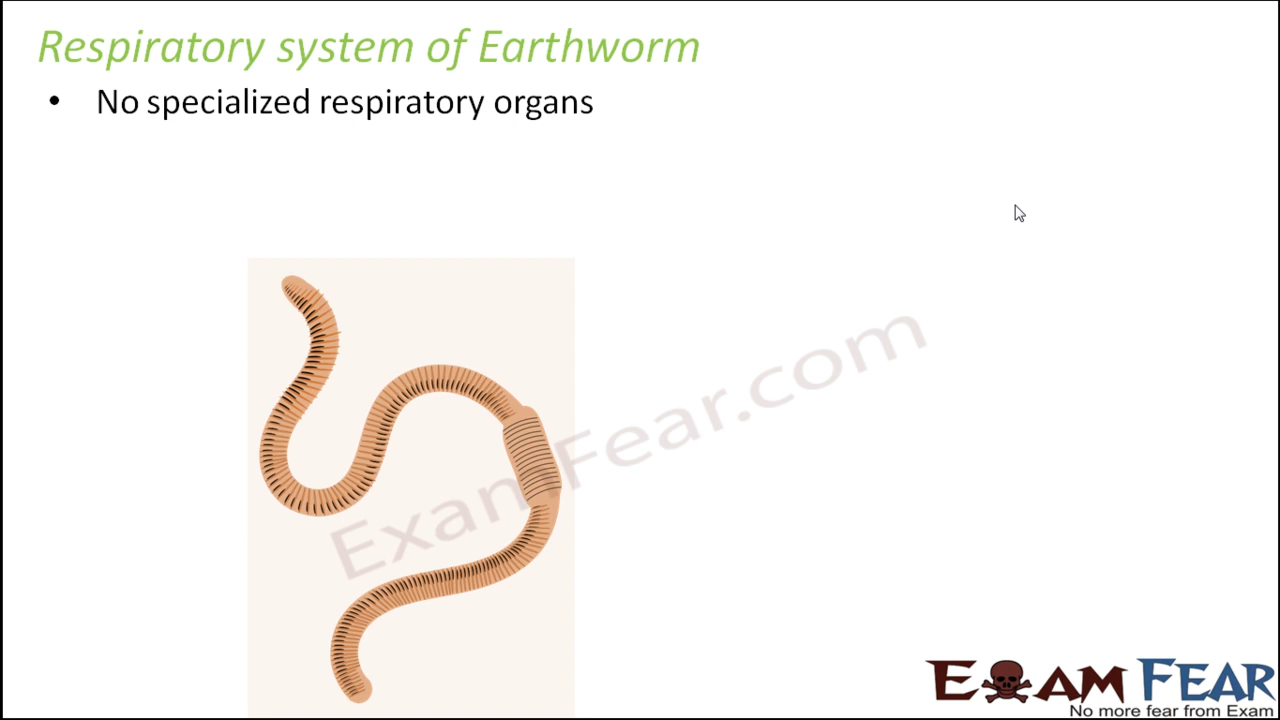 Respiratory system of Earthworm
• No specialized respiratory organs
ExamFear.com
EXAM FEAR
No more fear from Exam